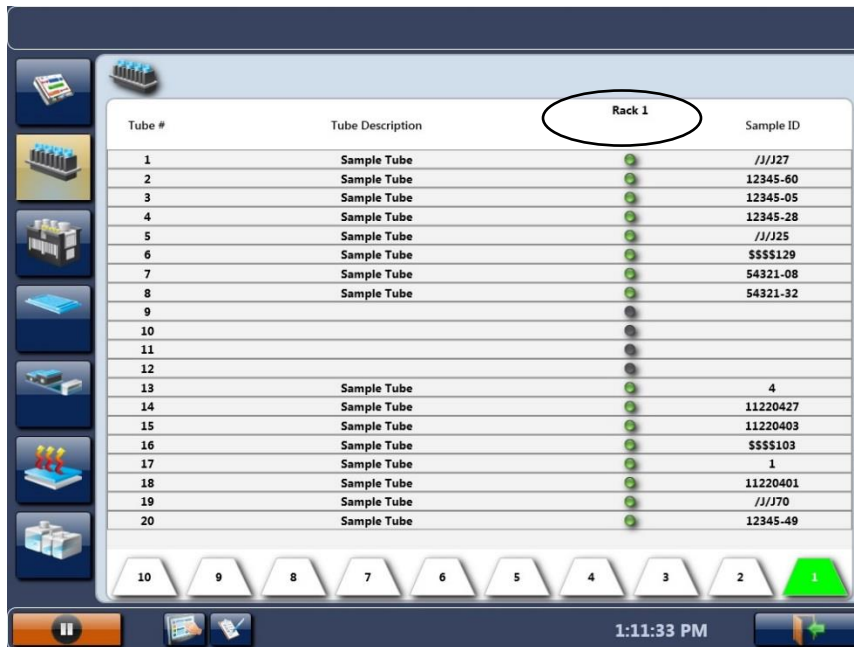 Rack 1
Tube # Tube Description Sample ID
1 Sample Tube /J/J27
2 Sample Tube 12345-60
3 Sample Tube 12345-05
4 Sample Tube 12345-28
5 Sample Tube /J/J25
6 Sample Tube $$$$129
7 Sample Tube 54321-08
8 Sample Tube 54321-32
9
10
11
12
13 Sample Tube 4
14 Sample Tube 11220427
15 Sample Tube 11220403
16 Sample Tube $$$$103
17 Sample Tube 1
18 Sample Tube 11220401
19 Sample Tube /J/J70
20 Sample Tube 12345-49
10 9 8 7 6 5 4 3 2 1
1:11:33 PM